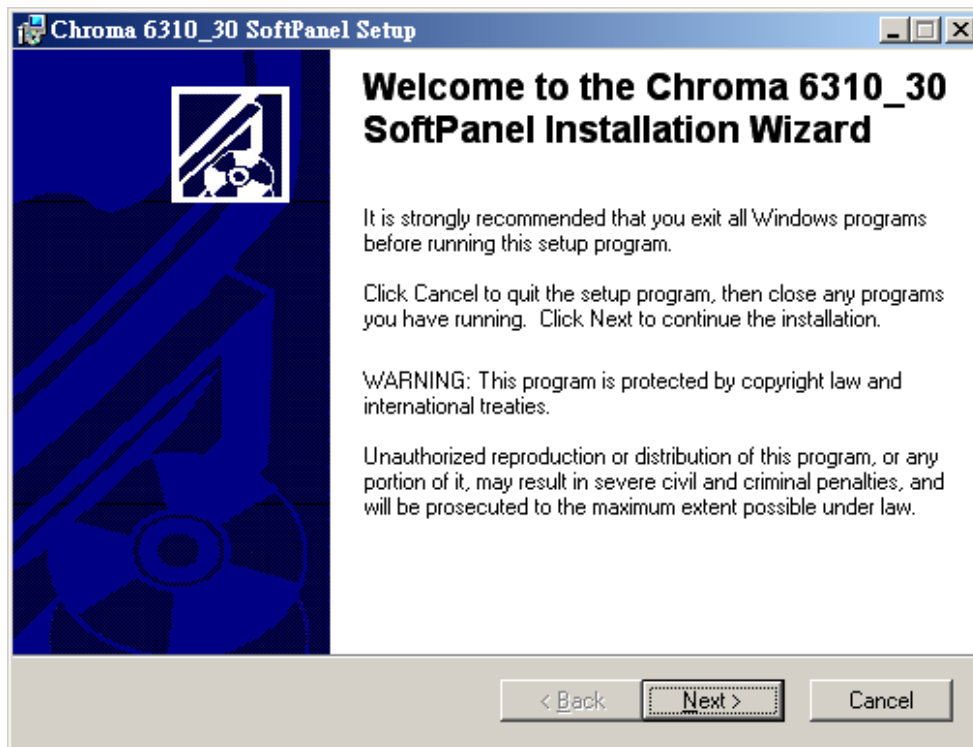 Chroma 6310_30 SoftPanel Setup
Welcome to the Chroma 6310_30
SoftPanel Installation Wizard
It is strongly recommended that you exit all Windows programs
before running this setup program.
Click Cancel to quit the setup program, then close any programs
you have running.  Click Next to continue the installation.
WARNING: This program is protected by copyright law and
international treaties.
Unauthorized reproduction or distribution of this program, or any
portion of it, may result in severe civil and criminal penalties, and
will be prosecuted to the maximum extent possible under law.
< Back Next > Cancel